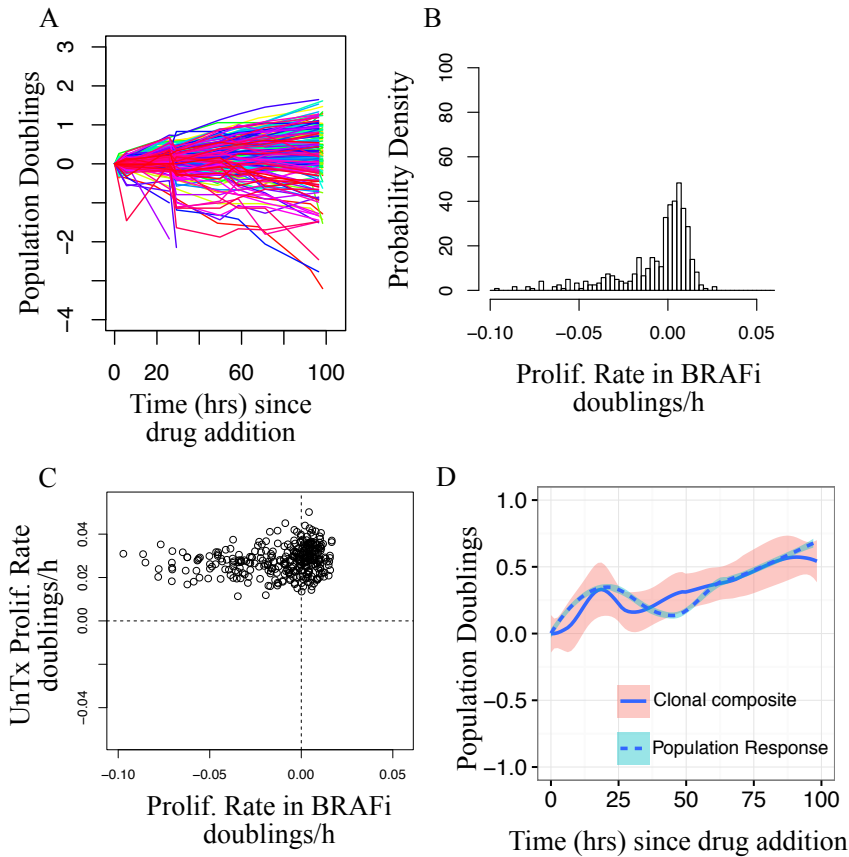 A
Population Doublings
3
2
1
0
−2
−4
0 20 60 100
Time (hrs) since
drug addition
B
Probability Density
100
80
60
40
20
0
−0.10 −0.05 0.00 0.05
Prolif. Rate in BRAFi
doublings/h
C
UnTx Prolif. Rate
doublings/h
0.04
0.02
0.00
−0.04
−0.10 −0.05 0.00 0.05
Prolif. Rate in BRAFi
doublings/h
D
Population Doublings
1.0
0.5
0.0
−0.5
−1.0
Clonal composite
Population Response
0 25 50 75 100
Time (hrs) since drug addition